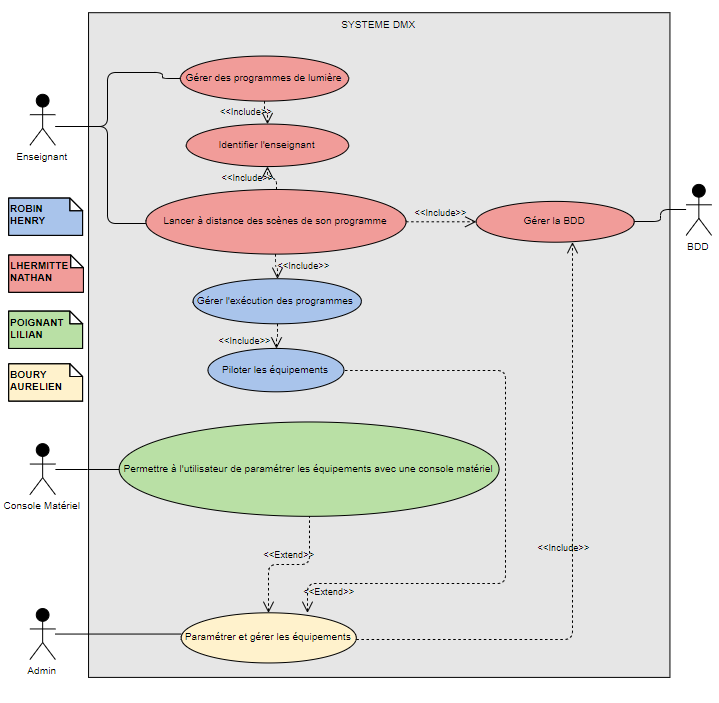 SYSTEME DMX
Gérer des programmes de lumière
<<Include>>
Enseignant
Identifier l'enseignant
<<Include>>
Lancer à distance des scènes de son programme
<<Include>>
Gérer la BDD
BDD
ROBIN
HENRY
<<Include>>
LHERMITTE
NATHAN
Gérer l'exécution des programmes
POIGNANT
LILIAN
<<Include>>
Piloter les équipements
BOURY
AURELIEN
Permettre à l'utilisateur de paramétrer les équipements avec une console matériel
Console Matériel
<<Extend>>
<<Include>>
<<Extend>>
Paramétrer et gérer les équipements
Admin